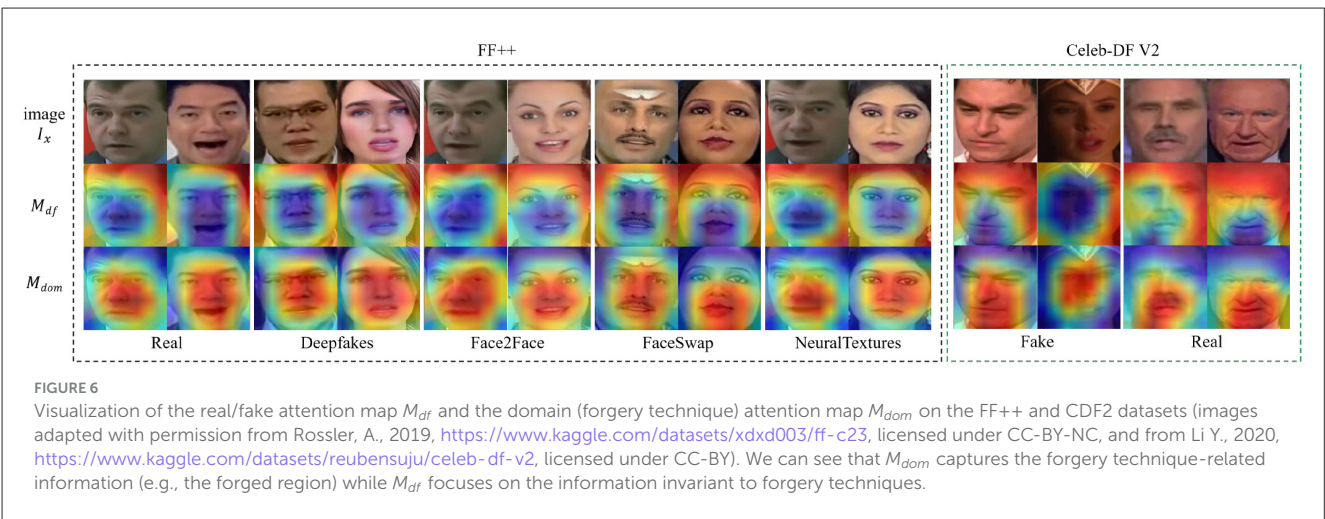 FF++ Celeb-DF V2
image
I_x
M_df
M_dom
Real Deepfakes Face2Face FaceSwap NeuralTextures Fake Real
FIGURE 6
Visualization of the real/fake attention map M_df and the domain (forgery technique) attention map M_dom on the FF++ and CDF2 datasets (images
adapted with permission from Rossler, A., 2019, https://www.kaggle.com/datasets/xdxd003/ff-c23, licensed under CC-BY-NC, and from Li Y., 2020,
https://www.kaggle.com/datasets/reubensuju/celeb-df-v2, licensed under CC-BY). We can see that M_dom captures the forgery technique-related
information (e.g., the forged region) while M_df focuses on the information invariant to forgery techniques.